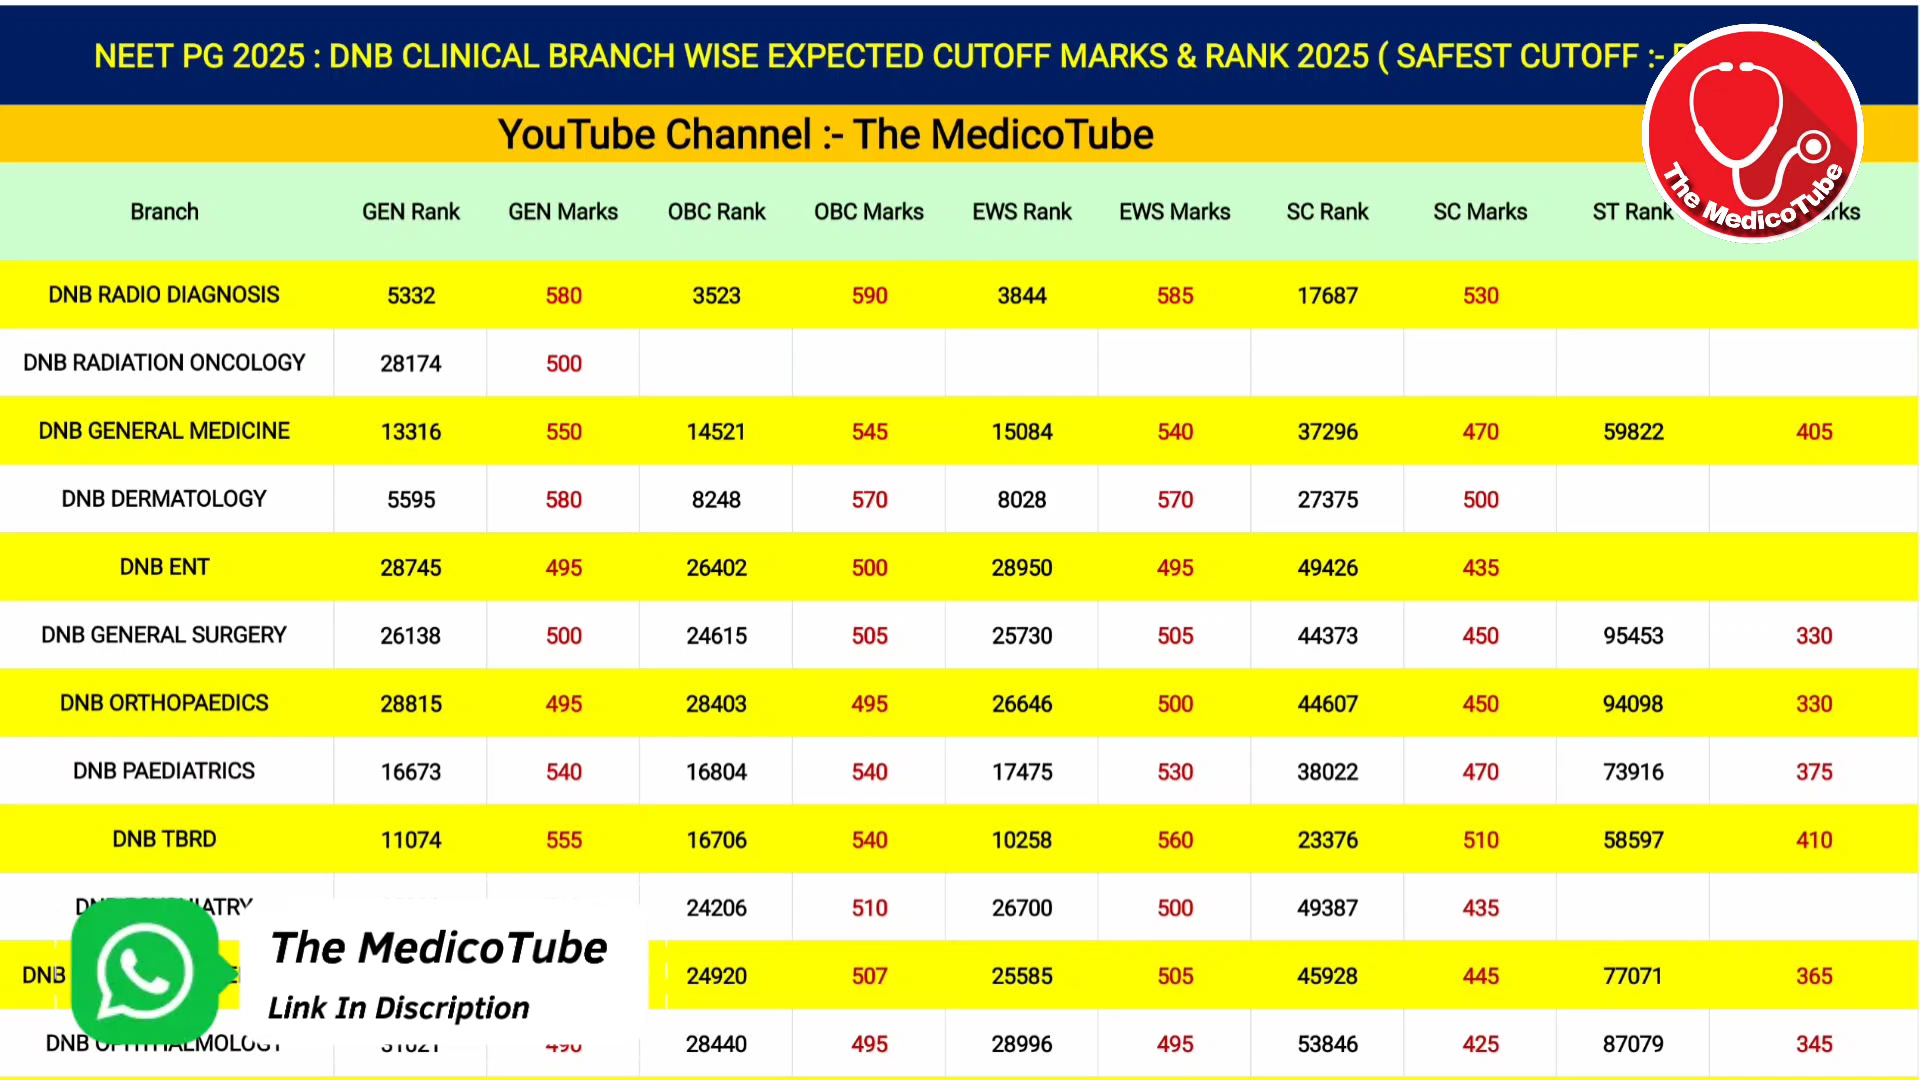 NEET PG 2025 : DNB CLINICAL BRANCH WISE EXPECTED CUTOFF MARKS & RANK 2025 ( SAFEST CUTOFF :-
YouTube Channel :- The MedicoTube
The MedicoTube
Branch GEN Rank GEN Marks OBC Rank OBC Marks EWS Rank EWS Marks SC Rank SC Marks ST Rank
DNB RADIO DIAGNOSIS 5332 580 3523 590 3844 585 17687 530
DNB RADIATION ONCOLOGY 28174 500
DNB GENERAL MEDICINE 13316 550 14521 545 15084 540 37296 470 59822 405
DNB DERMATOLOGY 5595 580 8248 570 8028 570 27375 500
DNB ENT 28745 495 26402 500 28950 495 49426 435
DNB GENERAL SURGERY 26138 500 24615 505 25730 505 44373 450 95453 330
DNB ORTHOPAEDICS 28815 495 28403 495 26646 500 44607 450 94098 330
DNB PAEDIATRICS 16673 540 16804 540 17475 530 38022 470 73916 375
DNB TBRD 11074 555 16706 540 10258 560 23376 510 58597 410
24206 510 26700 500 49387 435
DNB 24920 507 25585 505 45928 445 77071 365
DNB 28440 495 28996 495 53846 425 87079 345
The MedicoTube
Link In Discription